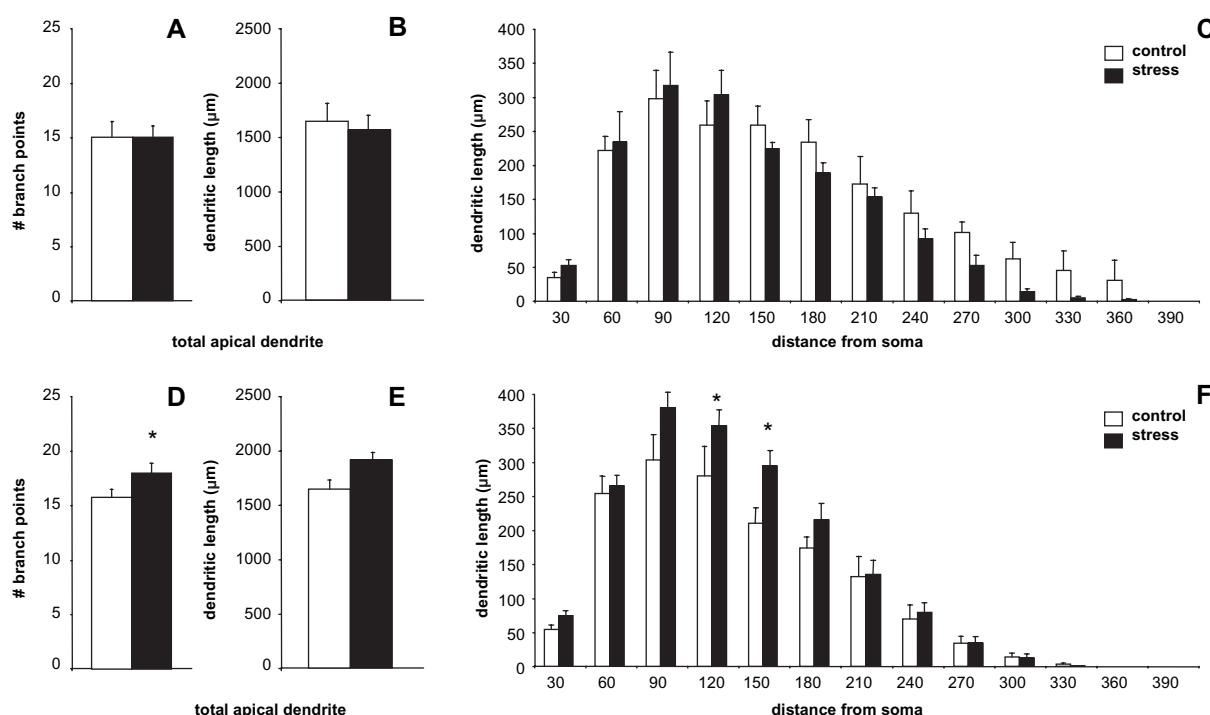 A
# branch points
25
20
15
10
5
0
B
dendritic length (µm)
2500
2000
1500
1000
500
0
total apical dendrite
C
control
stress
dendritic length (µm)
400
350
300
250
200
150
100
50
0
30 60 90 120 150 180 210 240 270 300 330 360 390
distance from soma
D
# branch points
25
20
15
10
5
0
*
E
dendritic length (µm)
2500
2000
1500
1000
500
0
total apical dendrite
F
control
stress
dendritic length (µm)
400
350
300
250
200
150
100
50
0
* *
30 60 90 120 150 180 210 240 270 300 330 360 390
distance from soma